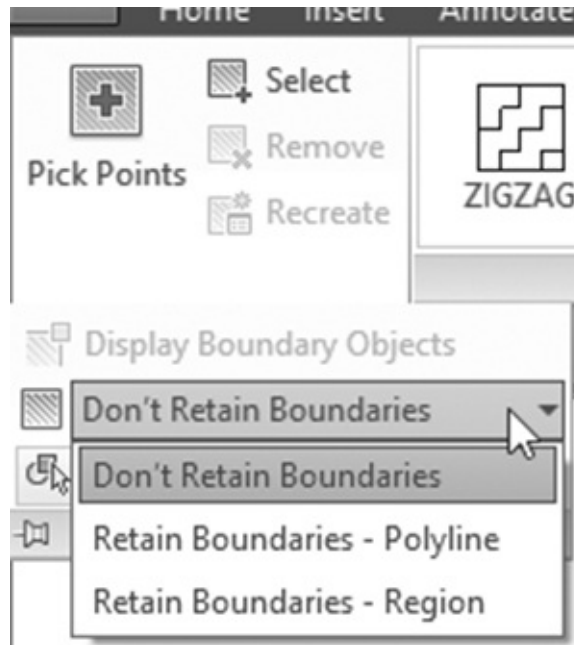 Home Insert Annotate
Select
Remove
Pick Points
Recreate
ZIGZAG
Display Boundary Objects
Don't Retain Boundaries
Don't Retain Boundaries
Retain Boundaries - Polyline
Retain Boundaries - Region